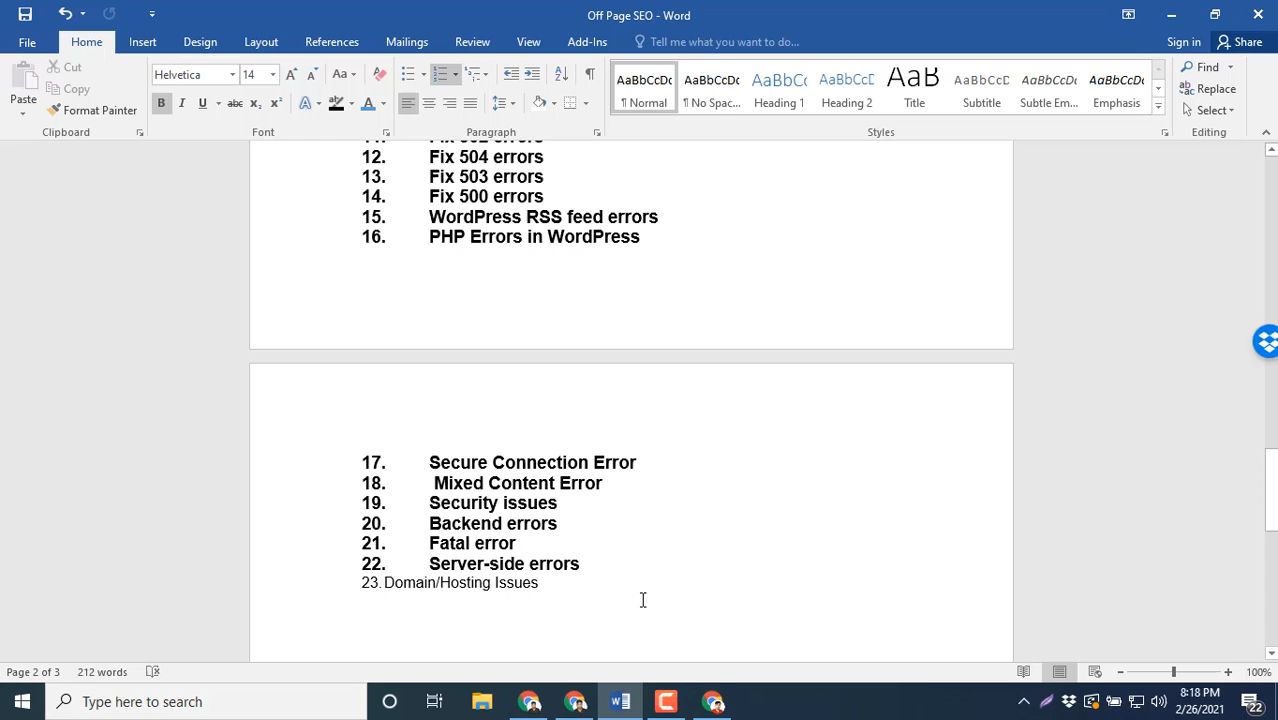 Off Page SEO - Word
File Home Insert Design Layout References Mailings Review View Add-Ins Tell me what you want to do... Sign in Share
Paste
Cut
Copy
Format Painter
Clipboard
Helvetica 14
Font
Paragraph
AaBbCcDc AaBbCcDc AaBbCc AaBbCcC AaB AaBbCcD AaBbCcDc AaBbCcDc
¶ Normal ¶ No Spac... Heading 1 Heading 2 Title Subtitle Subtle Em... Emphasis
Styles
Find
Replace
Select
Editing
12. Fix 504 errors
13. Fix 503 errors
14. Fix 500 errors
15. WordPress RSS feed errors
16. PHP Errors in WordPress
17. Secure Connection Error
18. Mixed Content Error
19. Security issues
20. Backend errors
21. Fatal error
22. Server-side errors
23. Domain/Hosting Issues
Page 2 of 3 212 words 100%
Type here to search
8:18 PM
2/26/2021
22